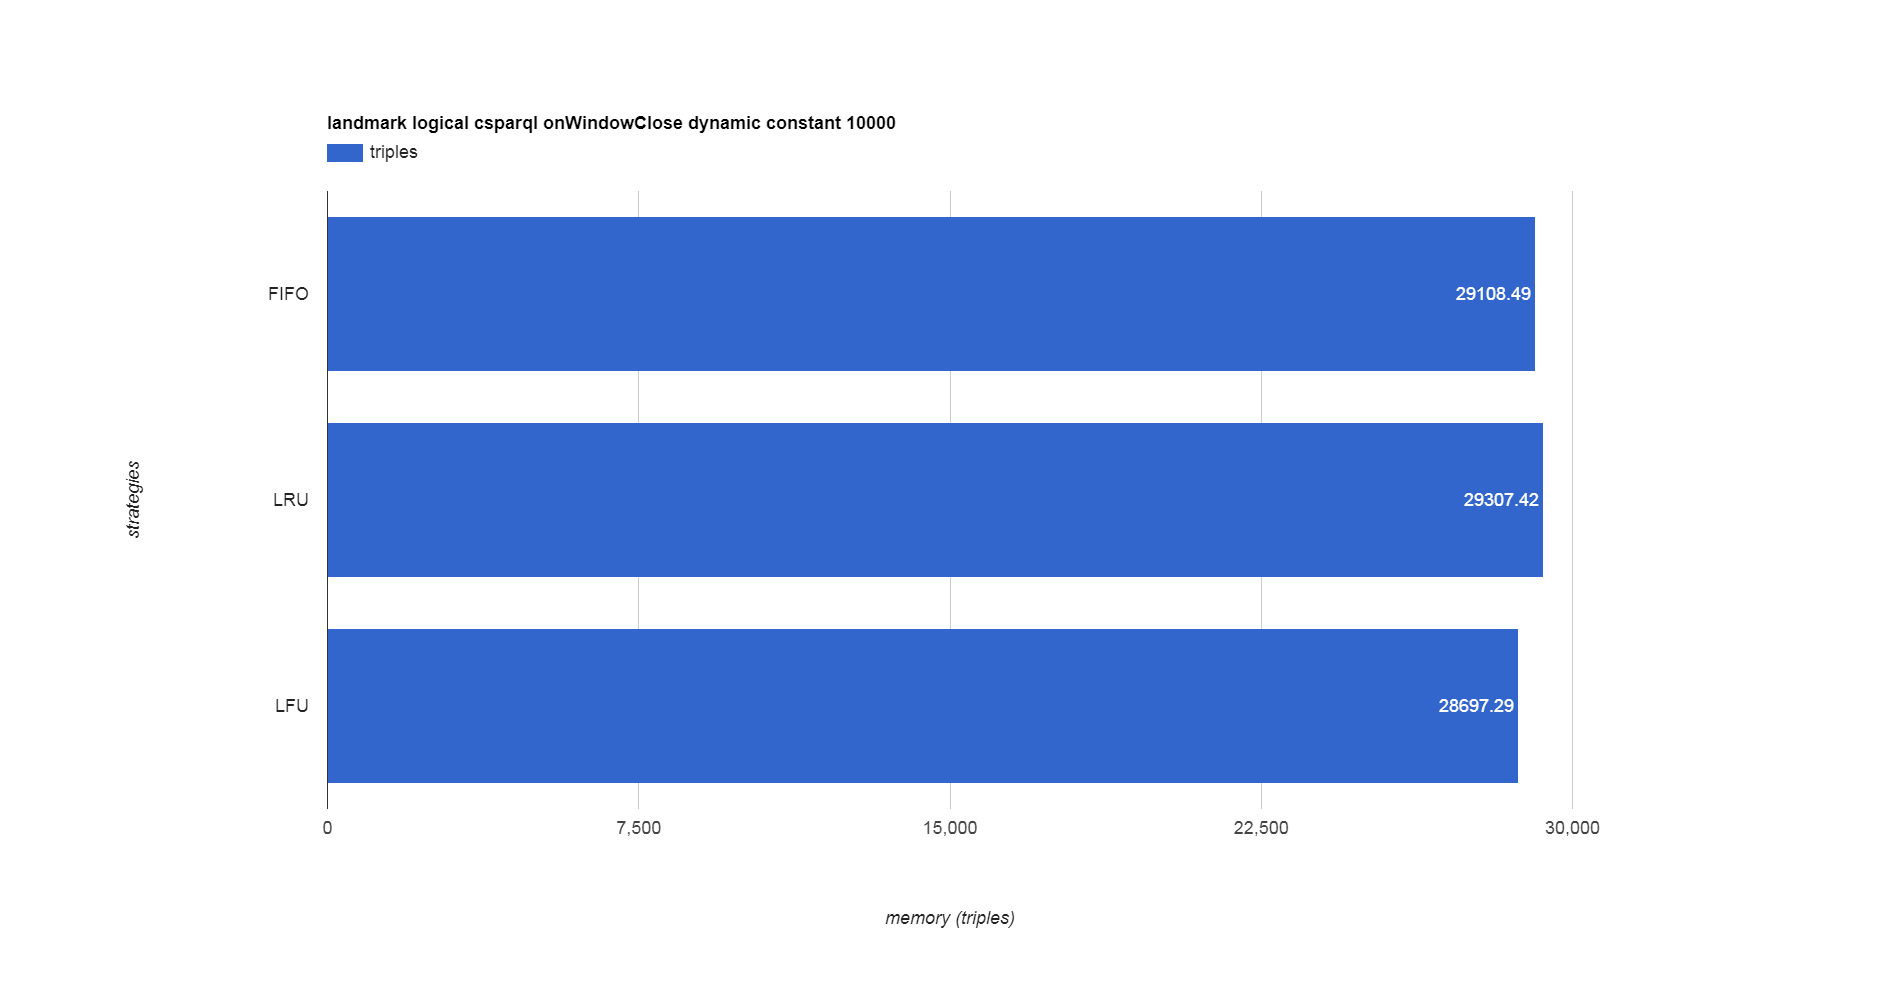 landmark logical csparql onWindowClose dynamic constant 10000
triples
FIFO
29108.49
LRU
29307.42
strategies
LFU
28697.29
0 7,500 15,000 22,500 30,000
memory (triples)